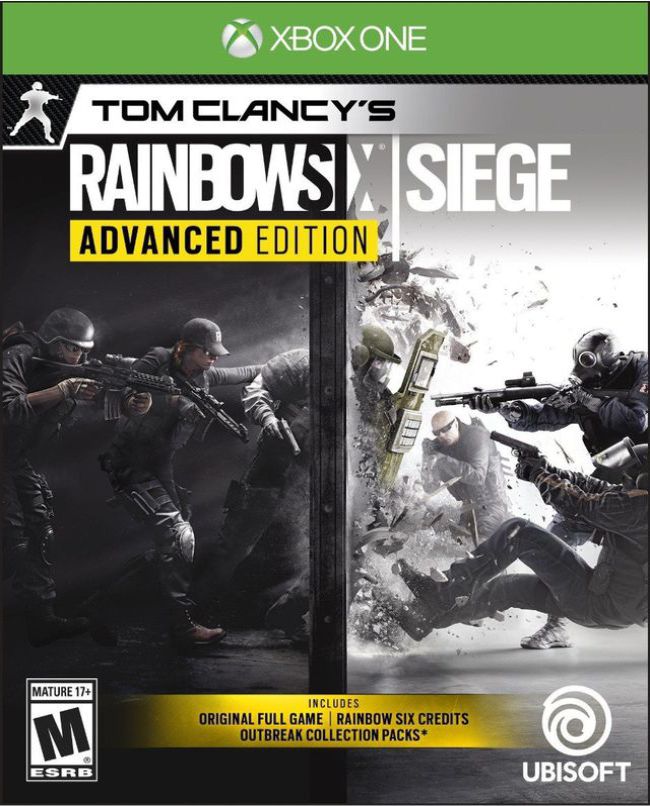 XBOX ONE
TOM CLANCY'S
RAINBOW SIX® | SIEGE
ADVANCED EDITION
INCLUDES
ORIGINAL FULL GAME | RAINBOW SIX CREDITS
OUTBREAK COLLECTION PACKS*
MATURE 17+
M
ESRB
UBISOFT